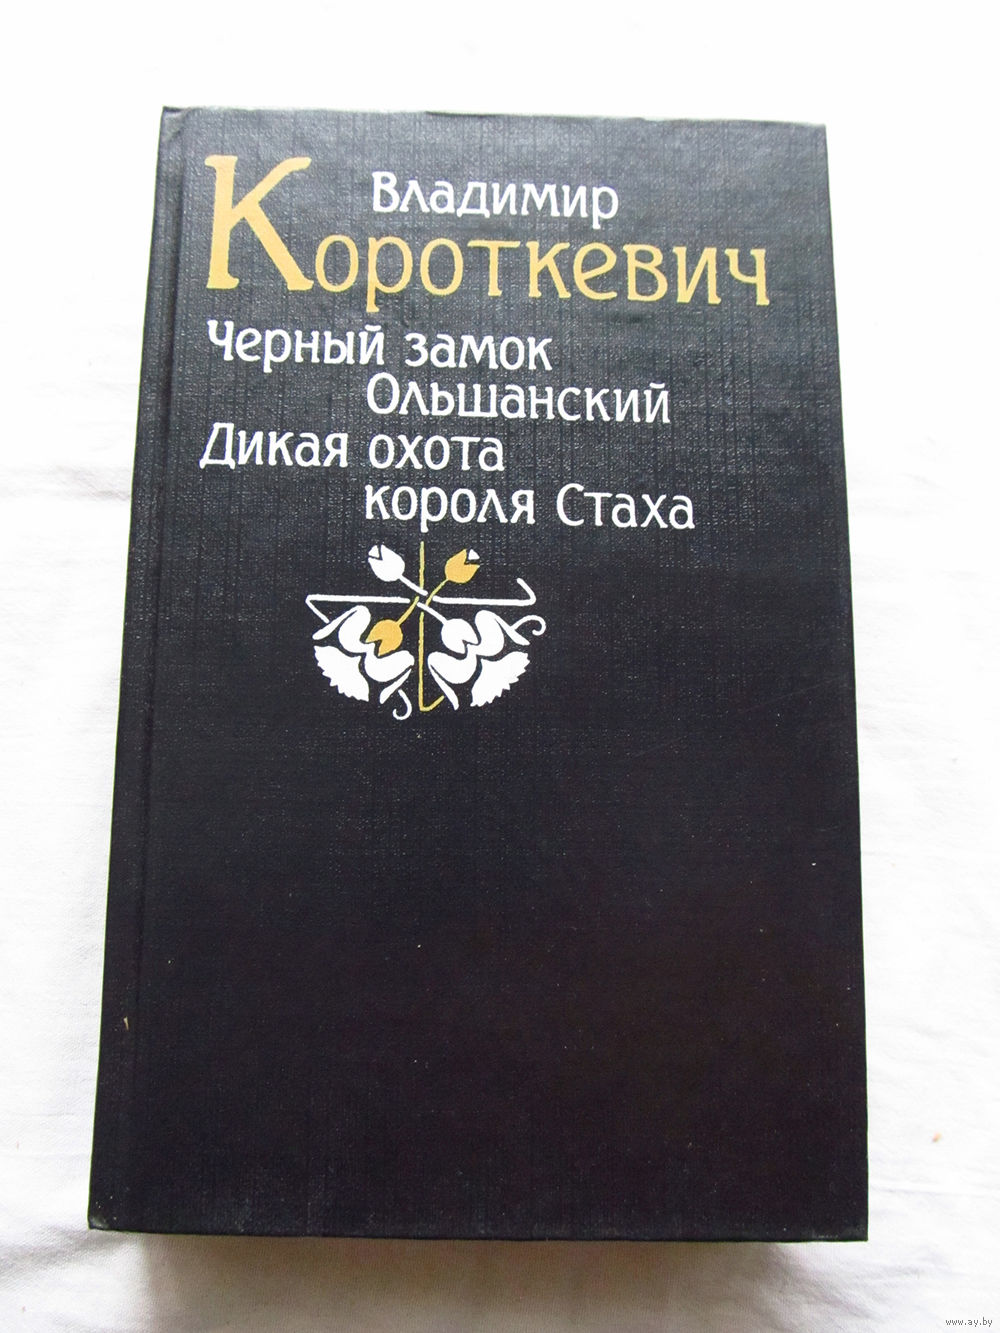 Владимир
Короткевич
Черный замок
Ольшанский
Дикая охота
короля Стаха
www.ay.by